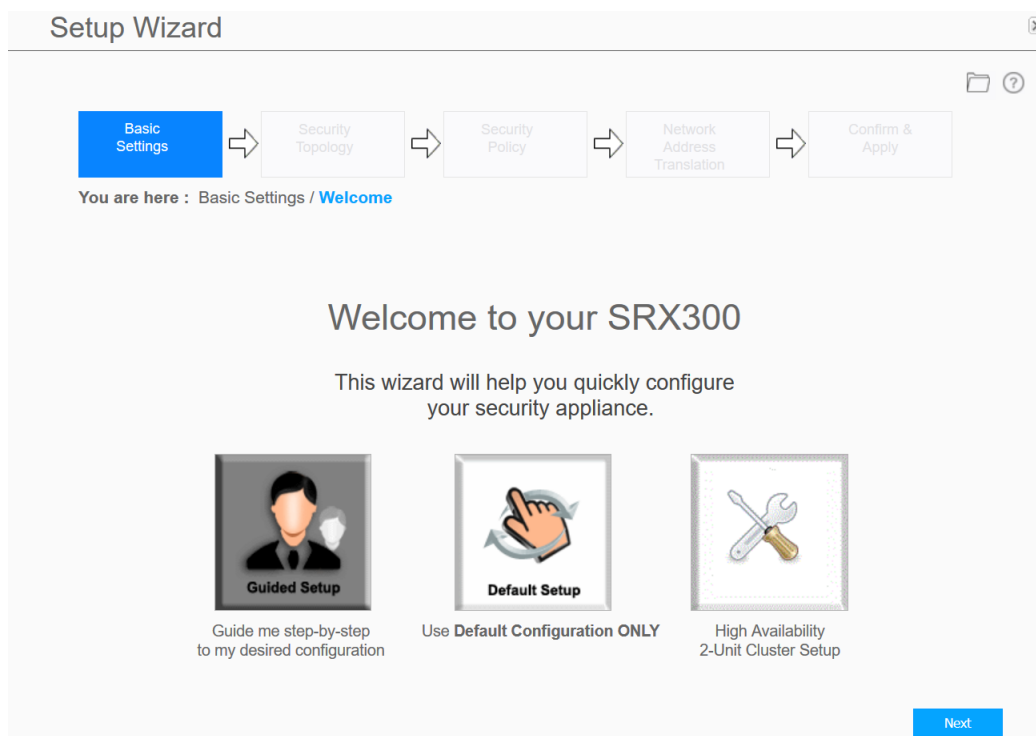 Setup Wizard
Basic
Settings
Security
Topology
Security
Policy
Network
Address
Translation
Confirm &
Apply
You are here : Basic Settings / Welcome
Welcome to your SRX300
This wizard will help you quickly configure
your security appliance.
Guided Setup
Default Setup
Guide me step-by-step
to my desired configuration
Use Default Configuration ONLY
High Availability
2-Unit Cluster Setup
Next